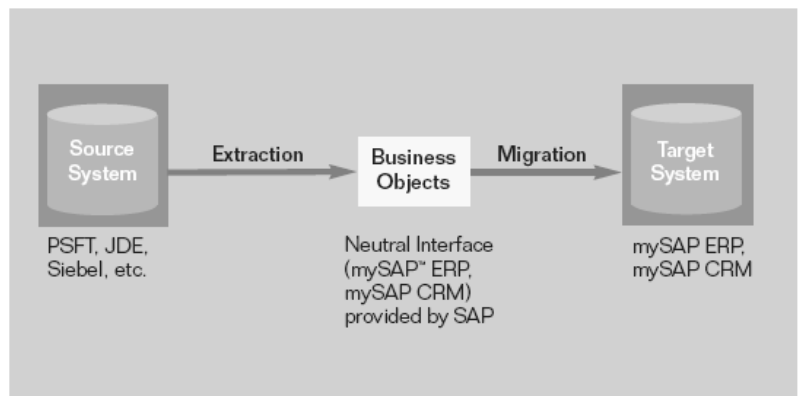 Source
System
Extraction
Business
Objects
Migration
Target
System
PSFT, JDE,
Siebel, etc.
Neutral Interface
(mySAP™ ERP,
mySAP CRM)
provided by SAP
mySAP ERP,
mySAP CRM